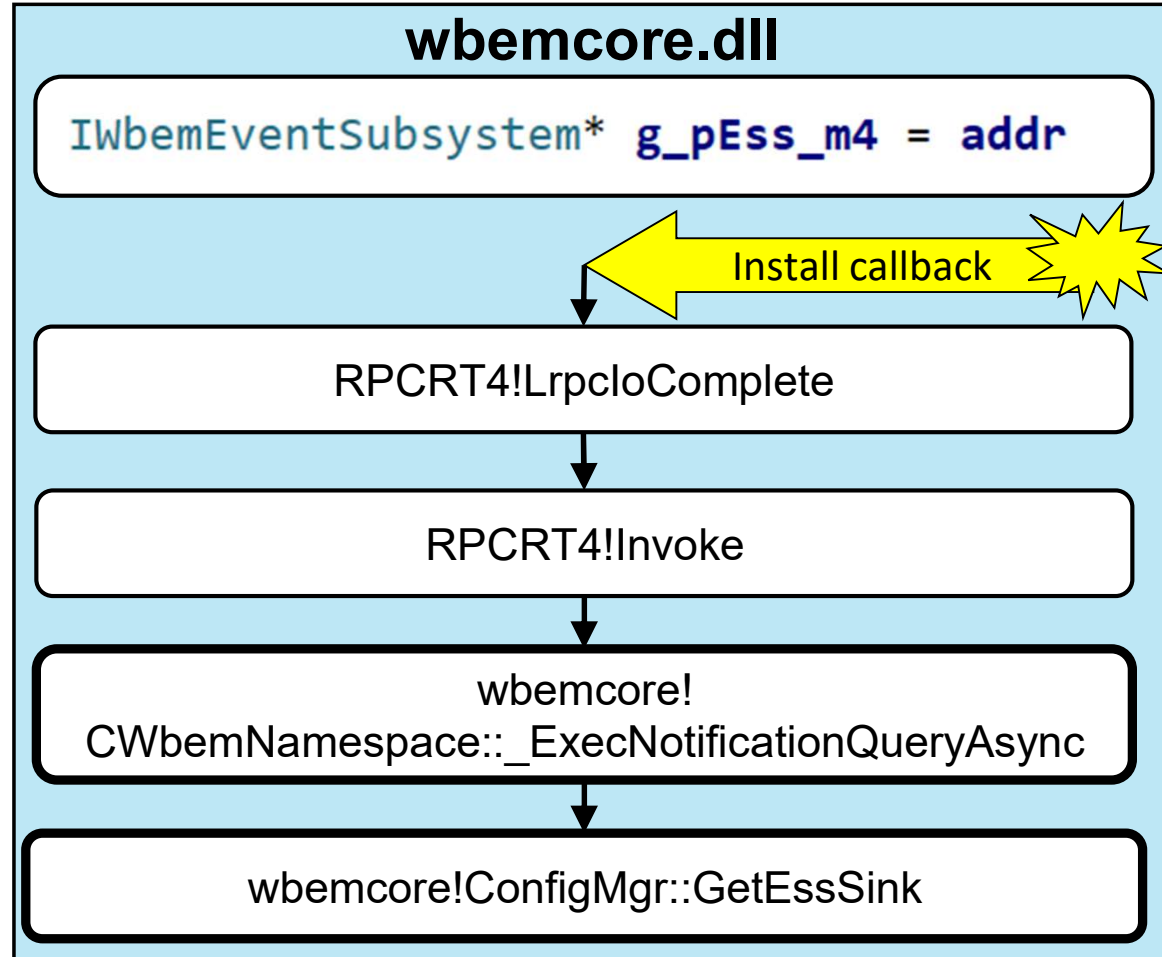 wbemcore.dll
IWbemEventSubsystem* g_pEss_m4 = addr
Install callback
RPCRT4!LrpcIoComplete
RPCRT4!Invoke
wbemcore!
CWbemNamespace::_ExecNotificationQueryAsync
wbemcore!ConfigMgr::GetEssSink